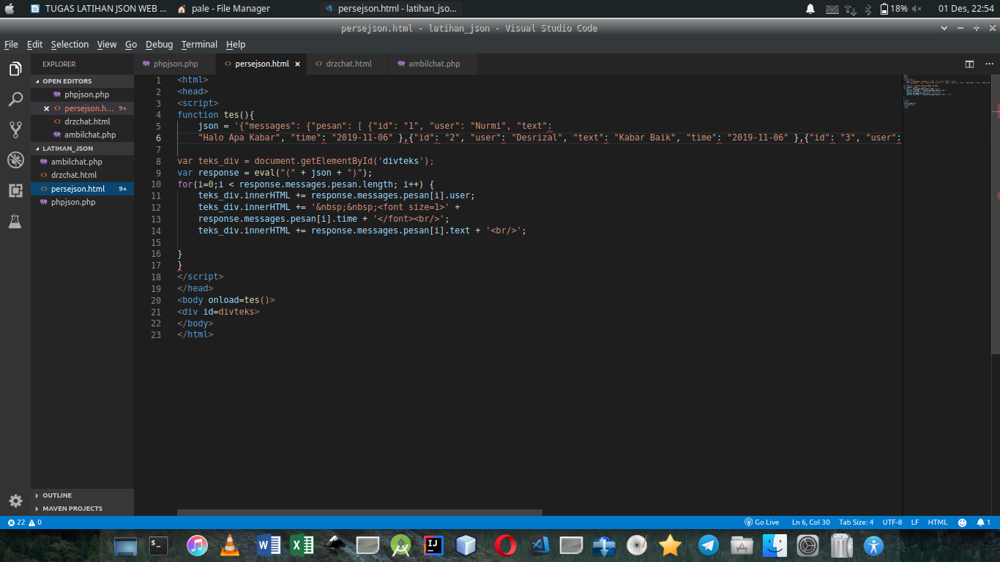 TUGAS LATIHAN JSON WEB ...
pale - File Manager
persejson.html - latihan_jso...
18%
01 Des, 22:54
persejson.html - latihan_json - Visual Studio Code
File Edit Selection View Go Debug Terminal Help
EXPLORER
OPEN EDITORS
phpjson.php
persejson.h... 9+
drzchat.html
ambilchat.php
LATIHAN_JSON
ambilchat.php
drzchat.html
persejson.html 9+
phpjson.php
OUTLINE
MAVEN PROJECTS
phpjson.php persejson.html drzchat.html ambilchat.php
1 <html>
2 <head>
3 <script>
4 function tes(){
5 json = '{"messages": {"pesan": [ {"id": "1", "user": "Nurmi", "text":
6 "Halo Apa Kabar", "time": "2019-11-06" },{"id": "2", "user": "Desrizal", "text": "Kabar Baik", "time": "2019-11-06" },{"id": "3", "user":
7
8 var teks_div = document.getElementById('divteks');
9 var response = eval("(" + json + ")");
10 for(i=0;i < response.messages.pesan.length; i++) {
11 teks_div.innerHTML += response.messages.pesan[i].user;
12 teks_div.innerHTML += '&nbsp;&nbsp;<font size=1>' +
13 response.messages.pesan[i].time + '</font><br/>';
14 teks_div.innerHTML += response.messages.pesan[i].text + '<br/>';
15
16 }
17 }
18 </script>
19 </head>
20 <body onload=tes()>
21 <div id=divteks>
22 </body>
23 </html>
22 0
Go Live
Ln 6, Col 30
Tab Size: 4
UTF-8
LF
HTML
1